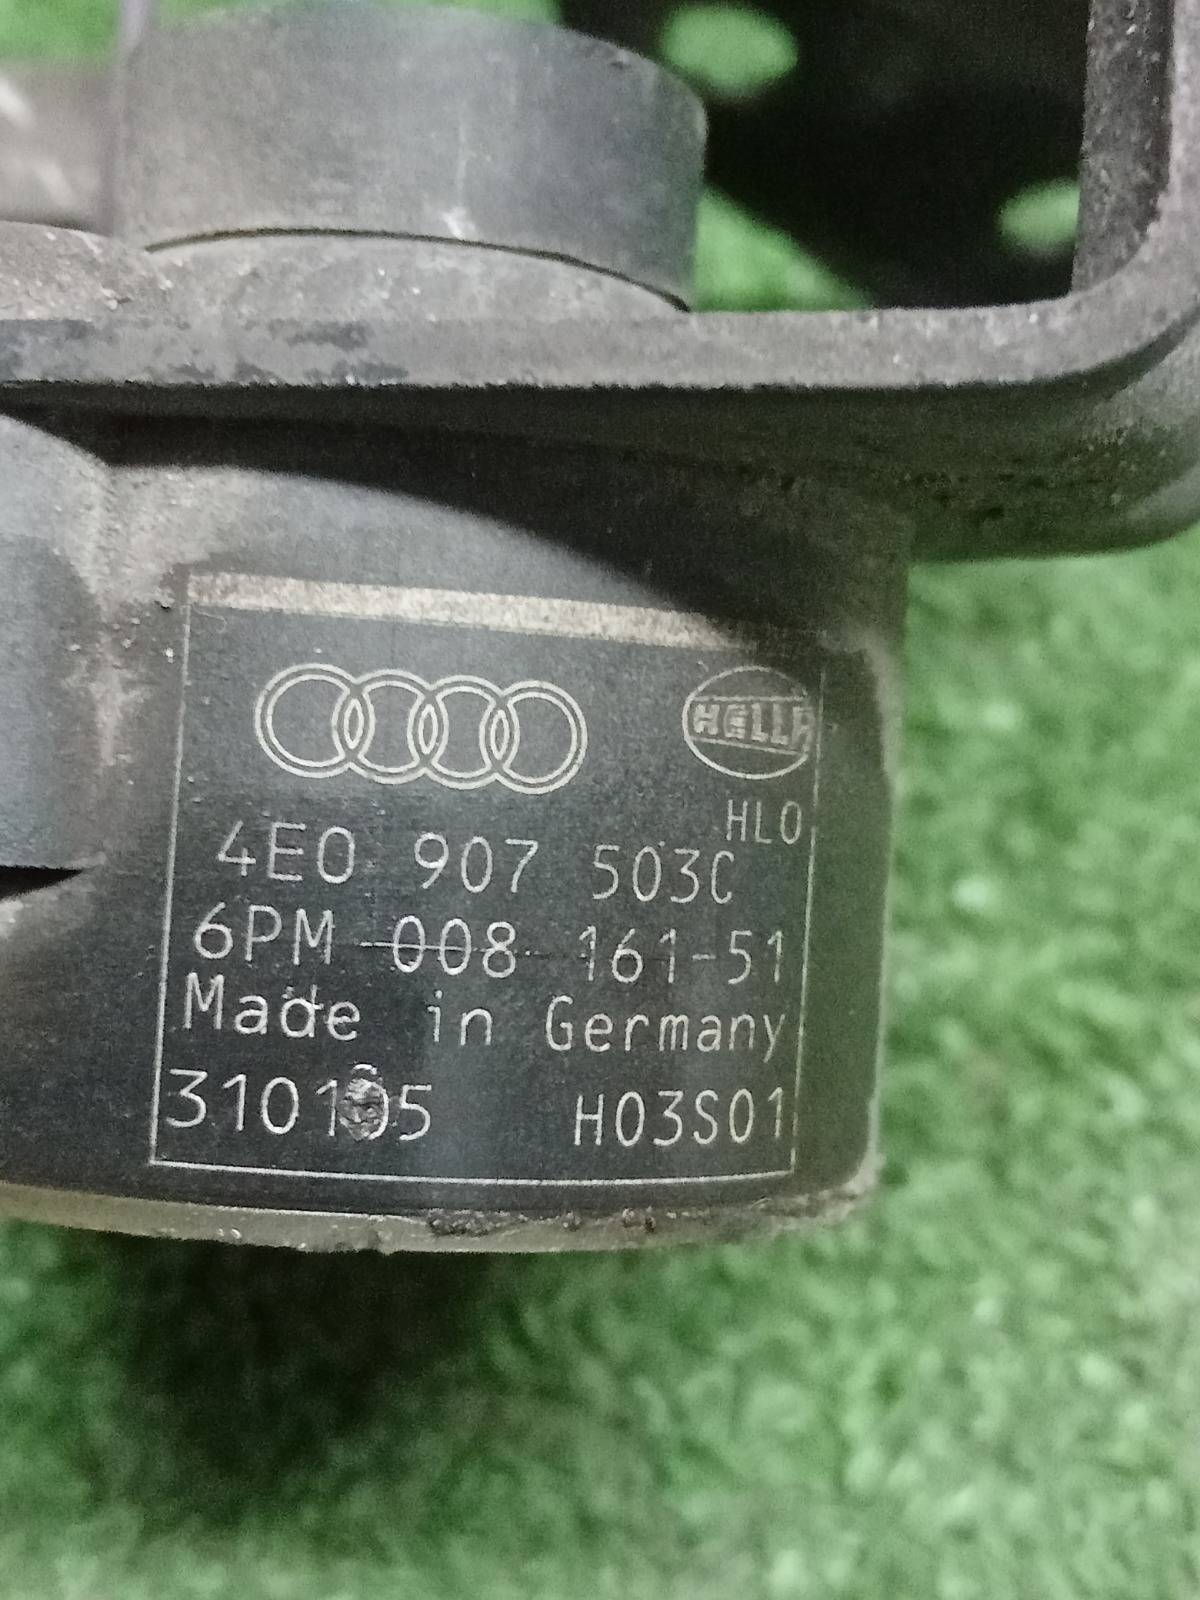 HELLA
HLO
4E0 907 503C
6PM 008 161-51
Made in Germany
310105 H03S01